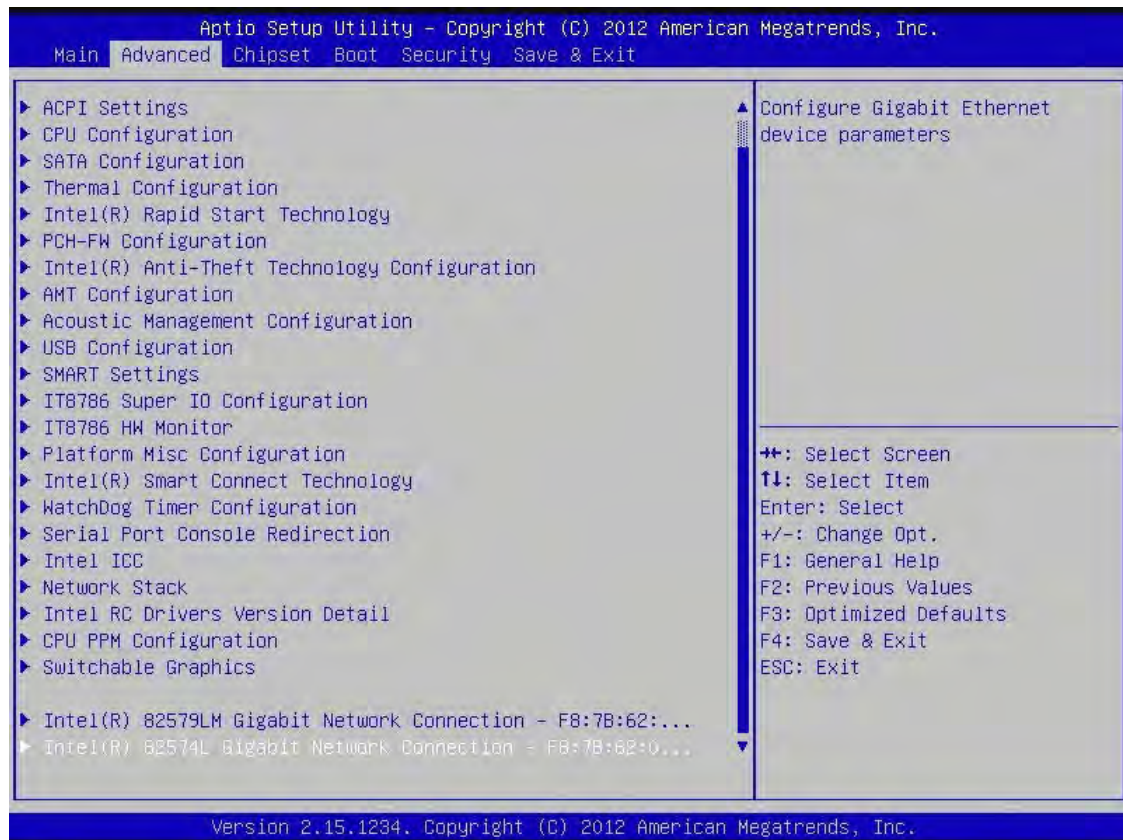 Aptio Setup Utility – Copyright (C) 2012 American Megatrends, Inc.
Main Advanced Chipset Boot Security Save & Exit
ACPI Settings
CPU Configuration
SATA Configuration
Thermal Configuration
Intel(R) Rapid Start Technology
PCH-FW Configuration
Intel(R) Anti-Theft Technology Configuration
AMT Configuration
Acoustic Management Configuration
USB Configuration
SMART Settings
IT8786 Super IO Configuration
IT8786 HW Monitor
Platform Misc Configuration
Intel(R) Smart Connect Technology
WatchDog Timer Configuration
Serial Port Console Redirection
Intel ICC
Network Stack
Intel RC Drivers Version Detail
CPU PPM Configuration
Switchable Graphics
Intel(R) 82579LM Gigabit Network Connection - F8:7B:62:...
Intel(R) 82574L Gigabit Network Connection - F8:7B:62:0...
Configure Gigabit Ethernet
device parameters
→←: Select Screen
↑↓: Select Item
Enter: Select
+/-: Change Opt.
F1: General Help
F2: Previous Values
F3: Optimized Defaults
F4: Save & Exit
ESC: Exit
Version 2.15.1234. Copyright (C) 2012 American Megatrends, Inc.